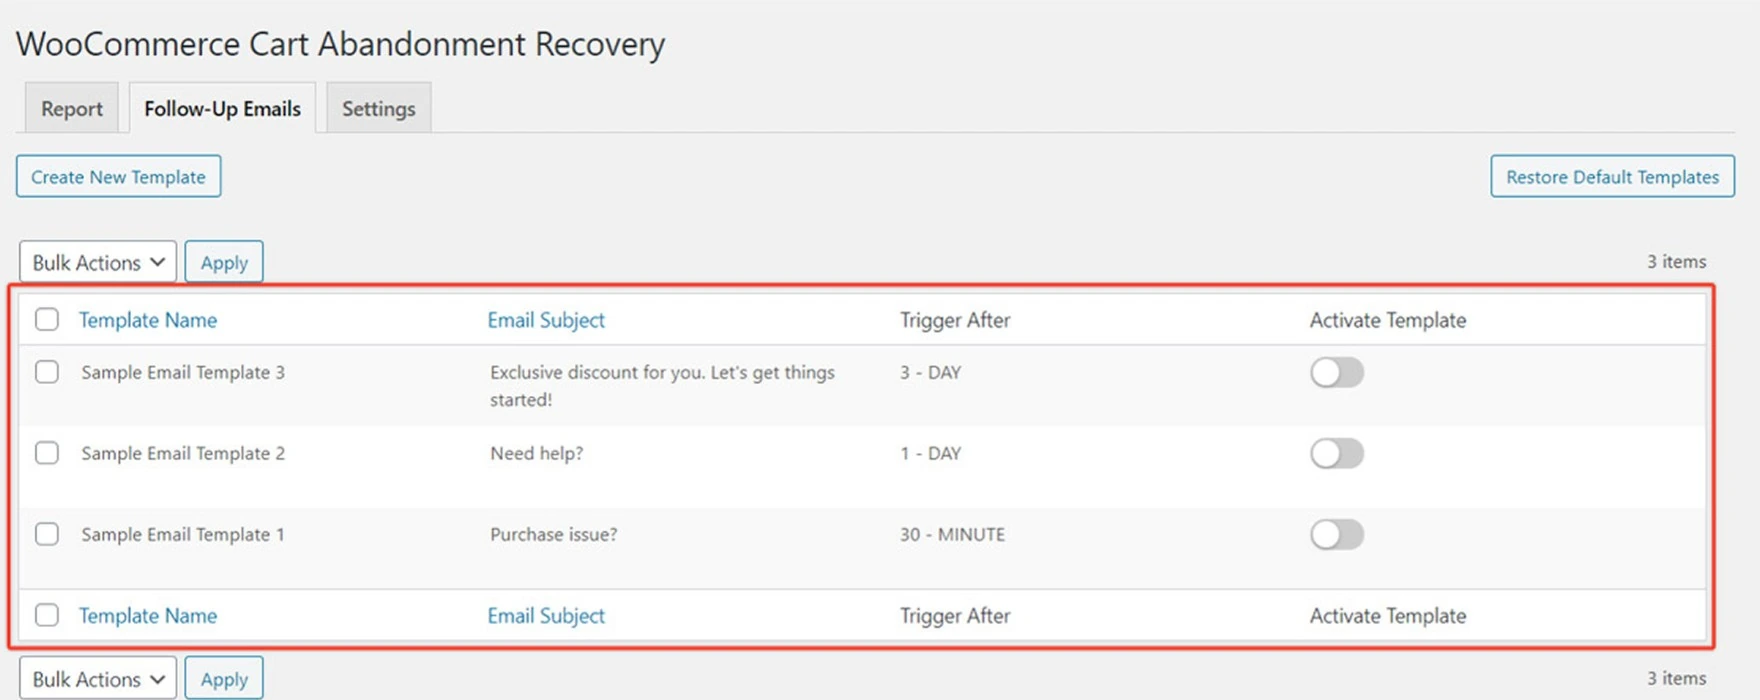 WooCommerce Cart Abandonment Recovery
Report Follow-Up Emails Settings
Create New Template Restore Default Templates
Bulk Actions Apply 3 items
Template Name Email Subject Trigger After Activate Template
Sample Email Template 3 Exclusive discount for you. Let's get things 3 - DAY
started!
Sample Email Template 2 Need help? 1 - DAY
Sample Email Template 1 Purchase issue? 30 - MINUTE
Template Name Email Subject Trigger After Activate Template
Bulk Actions Apply 3 items